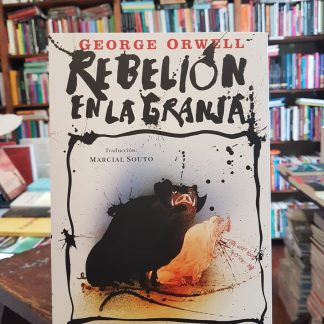 GEORGE ORWELL
REBELIÓN
EN LA GRANJA
Traducción:
MARCIAL SOUTO